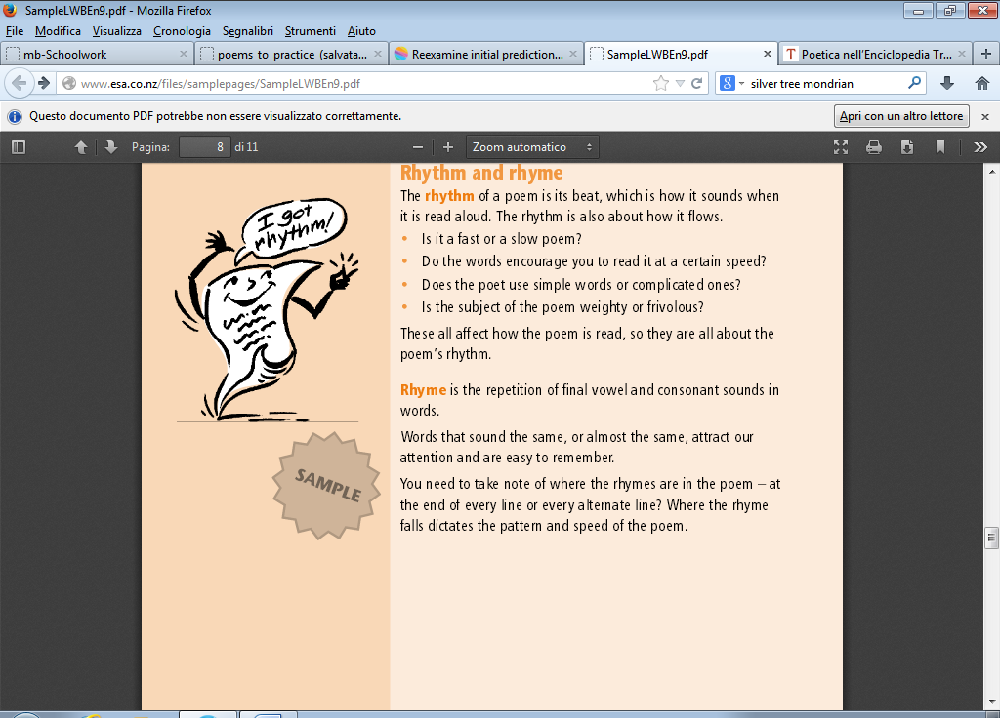 SampleLWBEn9.pdf - Mozilla Firefox
File Modifica Visualizza Cronologia Segnalibri Strumenti Aiuto
mb-Schoolwork poems_to_practice_(salvata... Reexamine initial prediction... SampleLWBEn9.pdf T Poetica nell'Enciclopedia Tr...
www.esa.co.nz/files/samplepages/SampleLWBEn9.pdf 8 silver tree mondrian
Questo documento PDF potrebbe non essere visualizzato correttamente. Apri con un altro lettore
Pagina: 8 di 11 Zoom automatico
Rhythm and rhyme
The rhythm of a poem is its beat, which is how it sounds when
it is read aloud. The rhythm is also about how it flows.
• Is it a fast or a slow poem?
• Do the words encourage you to read it at a certain speed?
• Does the poet use simple words or complicated ones?
• Is the subject of the poem weighty or frivolous?
These all affect how the poem is read, so they are all about the
poem's rhythm.
Rhyme is the repetition of final vowel and consonant sounds in
words.
Words that sound the same, or almost the same, attract our
attention and are easy to remember.
You need to take note of where the rhymes are in the poem – at
the end of every line or every alternate line? Where the rhyme
falls dictates the pattern and speed of the poem.
I got
rhythm!
SAMPLE